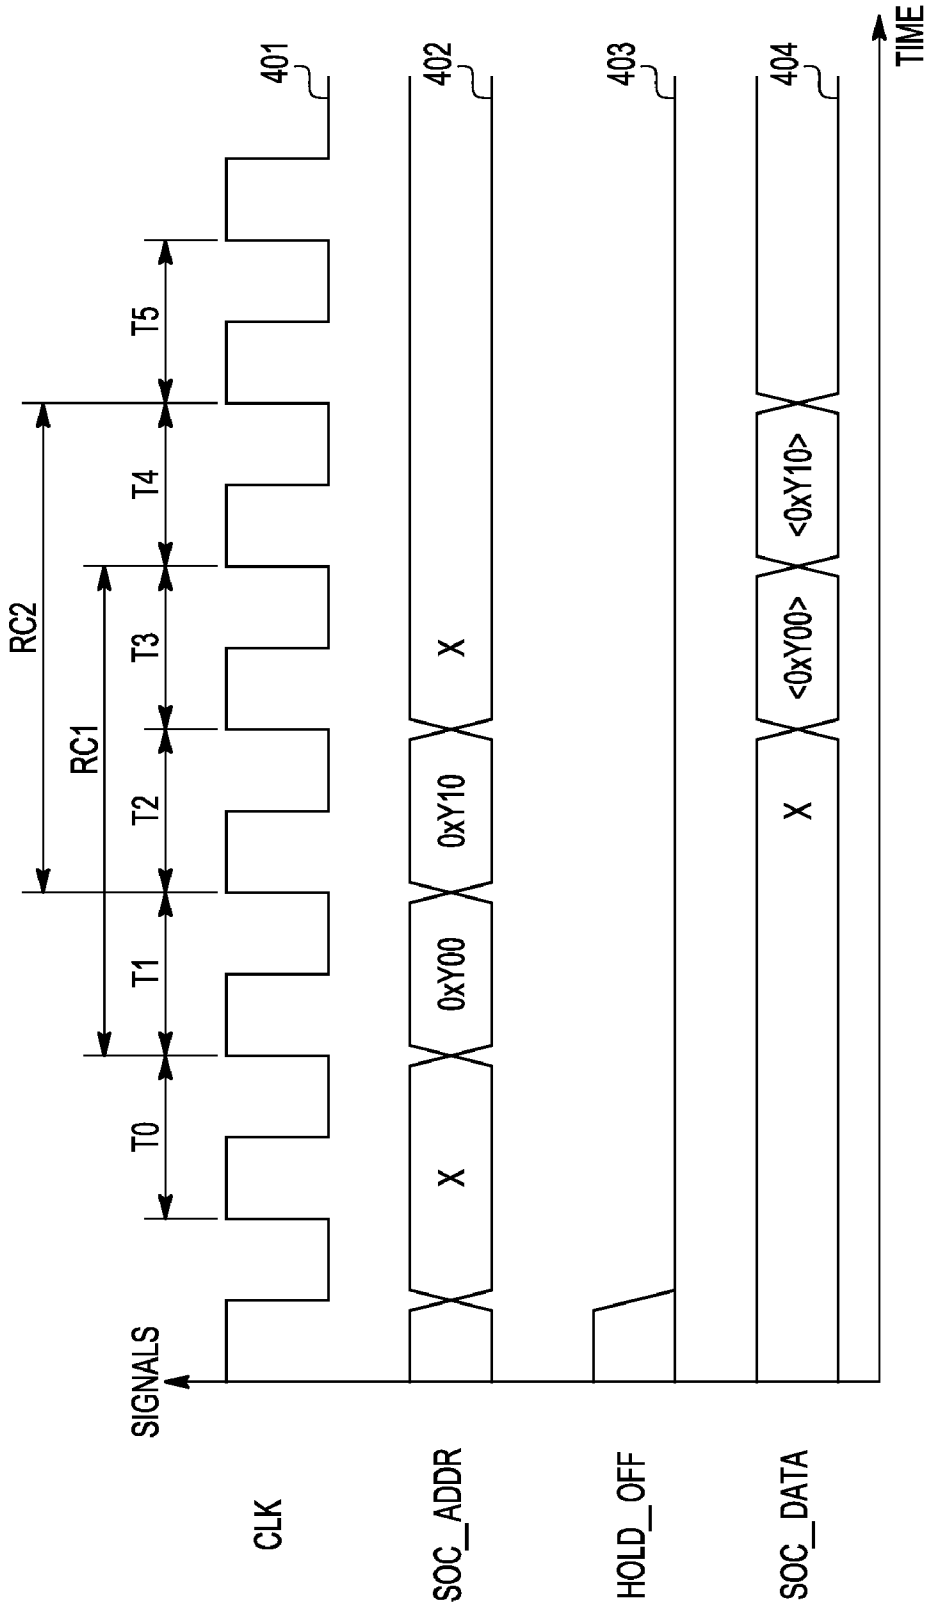 RC2
RC1
T0 T1 T2 T3 T4 T5
SIGNALS
CLK
401
SOC_ADDR
X 0xY00 0xY10 X
402
HOLD_OFF
403
SOC_DATA
X <0xY00> <0xY10>
404
TIME